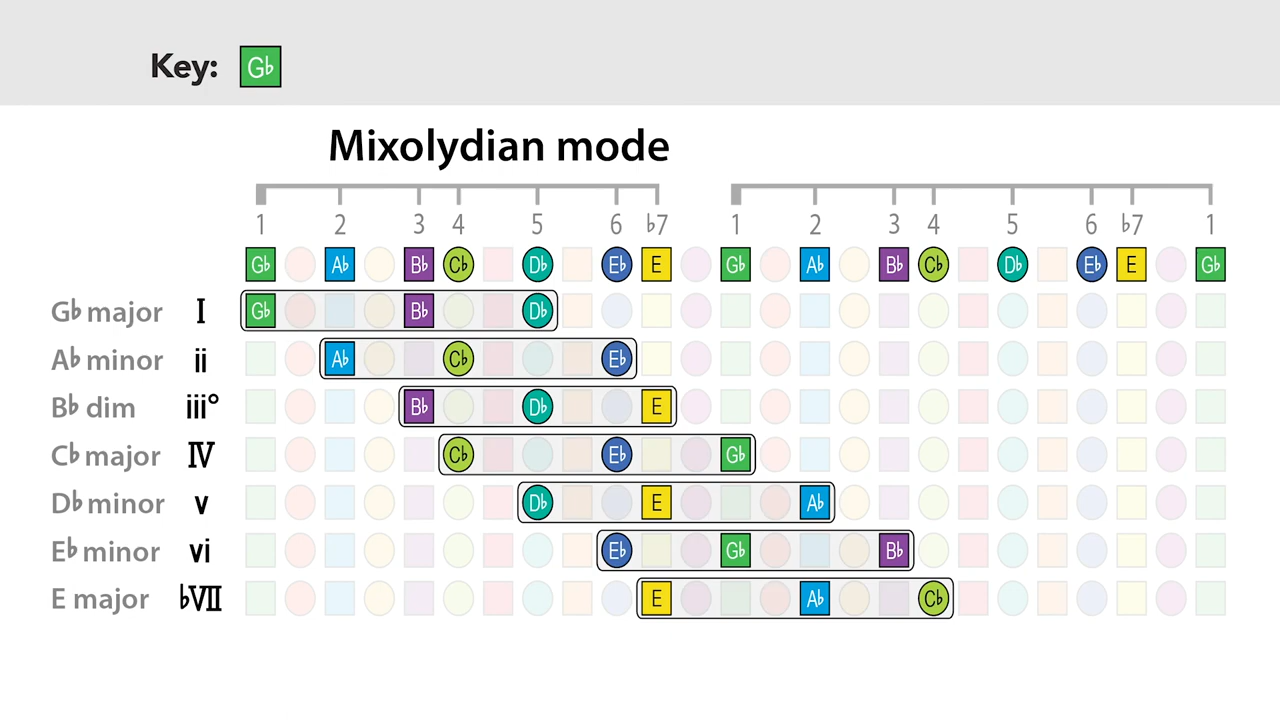 Key: G♭
Mixolydian mode
1 2 3 4 5 6 ♭7 1 2 3 4 5 6 ♭7 1
G♭ A♭ B♭ C♭ D♭ E♭ E G♭ A♭ B♭ C♭ D♭ E♭ E G♭
G♭ major I G♭ B♭ D♭
A♭ minor ii A♭ C♭ E♭
B♭ dim iii° B♭ D♭ E
C♭ major IV C♭ E♭ G♭
D♭ minor v D♭ E A♭
E♭ minor vi E♭ G♭ B♭
E major ♭VII E A♭ C♭